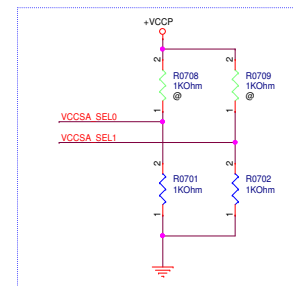 +VCCP
2
2
R0708
1KOhm
@
R0709
1KOhm
@
1
1
VCCSA_SEL0
VCCSA_SEL1
2
2
R0701
1KOhm
R0702
1KOhm
1
1